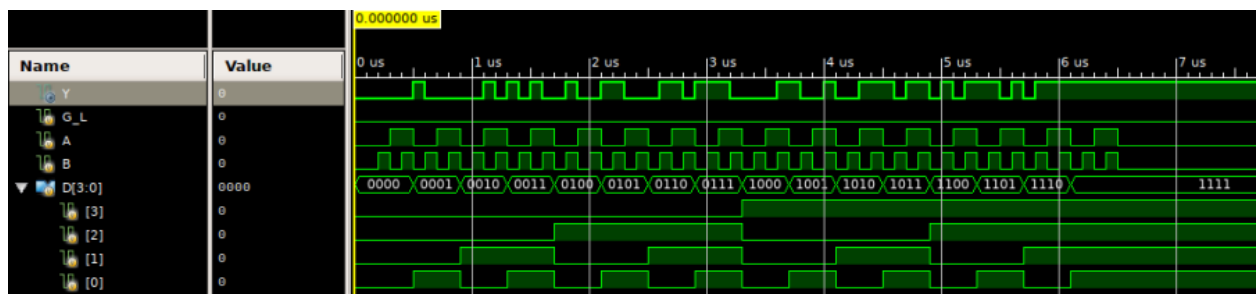 0.000000 us
Name Value
0 us 1 us 2 us 3 us 4 us 5 us 6 us 7 us
Y 0
G_L 0
A 0
B 0
D[3:0] 0000 0000 0001 0010 0011 0100 0101 0110 0111 1000 1001 1010 1011 1100 1101 1110 1111
[3] 0
[2] 0
[1] 0
[0] 0